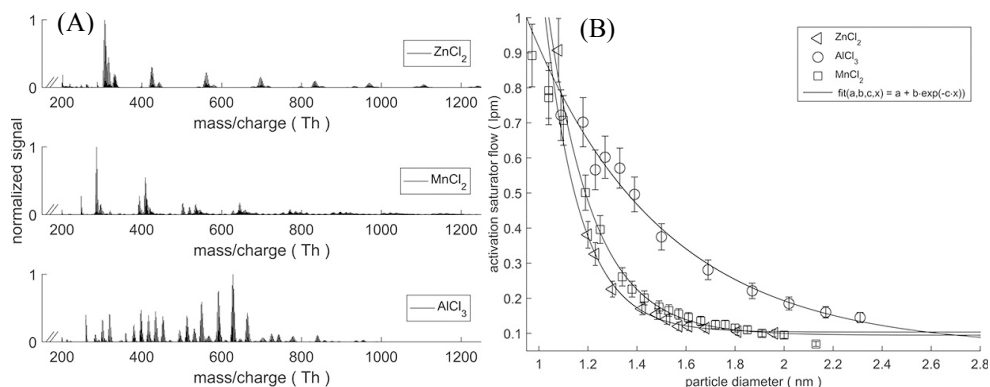 (A)
1
0
ZnCl2
200 400 600 800 1000 1200
mass/charge ( Th )
1
0
MnCl2
200 400 600 800 1000 1200
mass/charge ( Th )
1
0
AlCl3
200 400 600 800 1000 1200
mass/charge ( Th )
normalized signal
(B)
1
0.9
0.8
0.7
0.6
0.5
0.4
0.3
0.2
0.1
activation saturator flow ( lpm )
ZnCl2
AlCl3
MnCl2
fit(a,b,c,x) = a + b·exp(-c·x))
1 1.2 1.4 1.6 1.8 2 2.2 2.4 2.6 2.8
particle diameter ( nm )